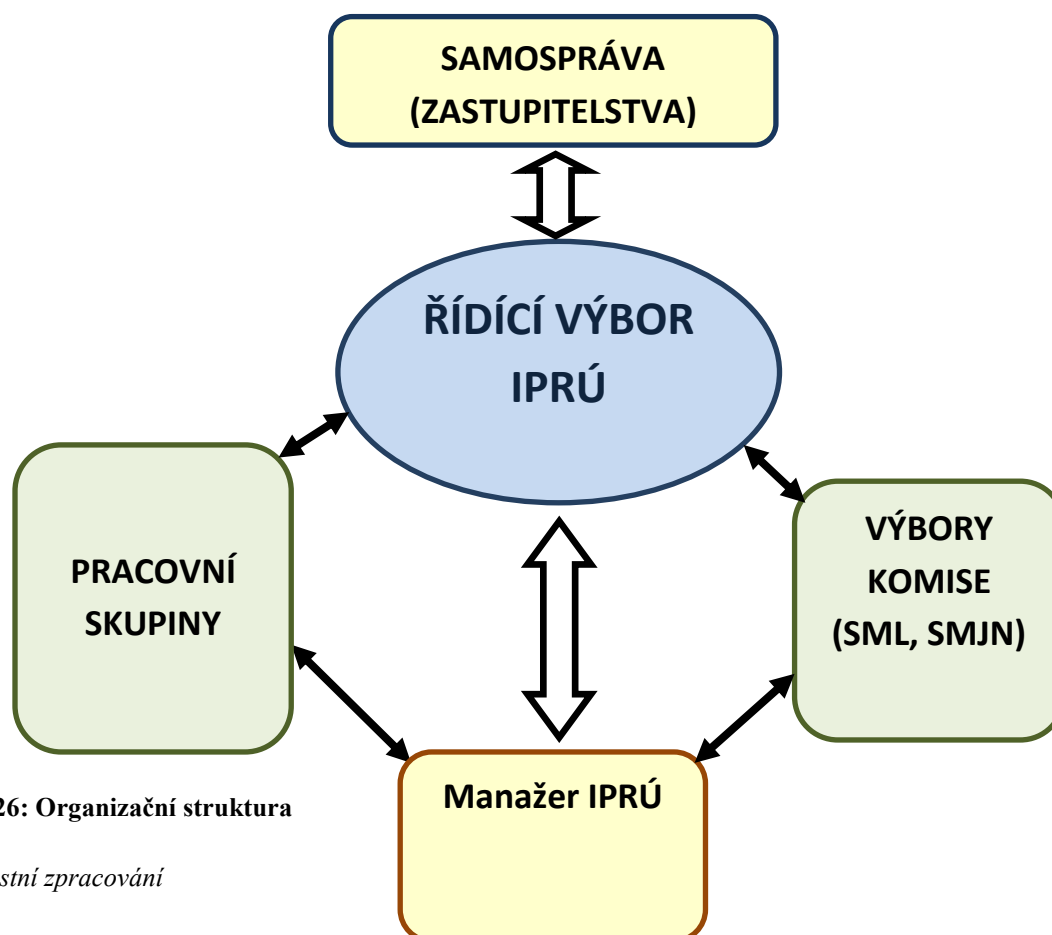 SAMOSPRÁVA
(ZASTUPITELSTVA)
ŘÍDÍCÍ VÝBOR
IPRÚ
PRACOVNÍ
SKUPINY
VÝBORY
KOMISE
(SML, SMJN)
Manažer IPRÚ
26: Organizační struktura
stní zpracování